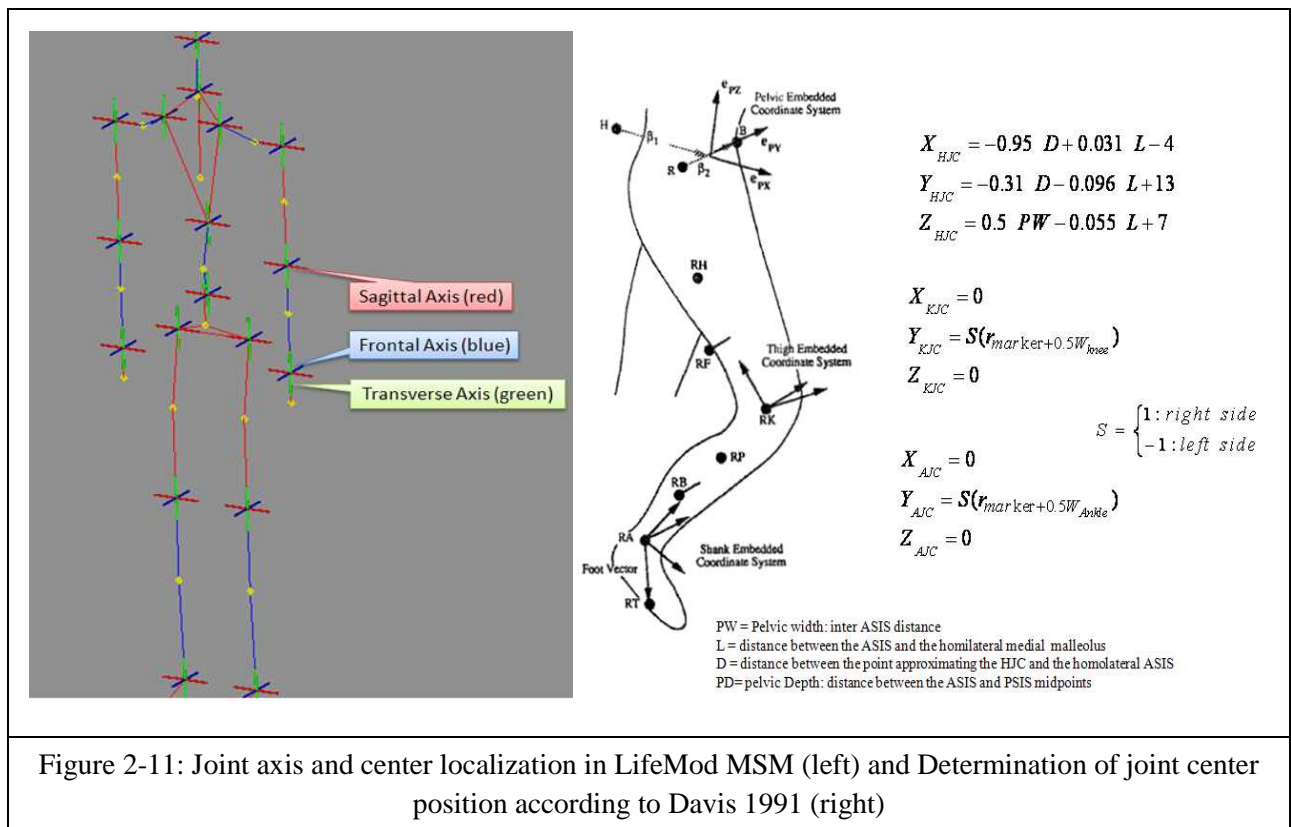 Sagittal Axis (red)
Frontal Axis (blue)
Transverse Axis (green)
e_PZ
Pelvic Embedded
Coordinate System
H
B
β₁
e_PY
R
β₂
e_PX
RH
Thigh Embedded
Coordinate System
RF
RK
RP
RB
RA
Shank Embedded
Coordinate System
Foot Vector
RT
X_HJC = −0.95 D + 0.031 L − 4
Y_HJC = −0.31 D − 0.096 L + 13
Z_HJC = 0.5 PW − 0.055 L + 7
X_KJC = 0
Y_KJC = S(r_marker+0.5W_knee)
Z_KJC = 0
S = { 1 : right side
−1 : left side
X_AJC = 0
Y_AJC = S(r_marker+0.5W_Ankle)
Z_AJC = 0
PW = Pelvic width: inter ASIS distance
L = distance between the ASIS and the homilateral medial malleolus
D = distance between the point approximating the HJC and the homolateral ASIS
PD= pelvic Depth: distance between the ASIS and PSIS midpoints
Figure 2-11: Joint axis and center localization in LifeMod MSM (left) and Determination of joint center
position according to Davis 1991 (right)